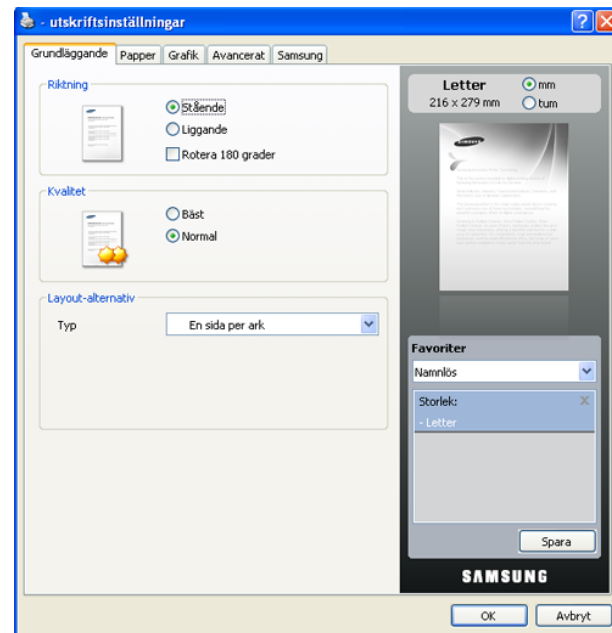 - utskriftsinställningar
Grundläggande Papper Grafik Avancerat Samsung
Riktning
Stående
Liggande
Rotera 180 grader
Kvalitet
Bäst
Normal
Layout-alternativ
Typ En sida per ark
Letter
216 x 279 mm
mm
tum
SAMSUNG
Favoriter
Namnlös
Storlek:
- Letter
Spara
SAMSUNG
OK Avbryt